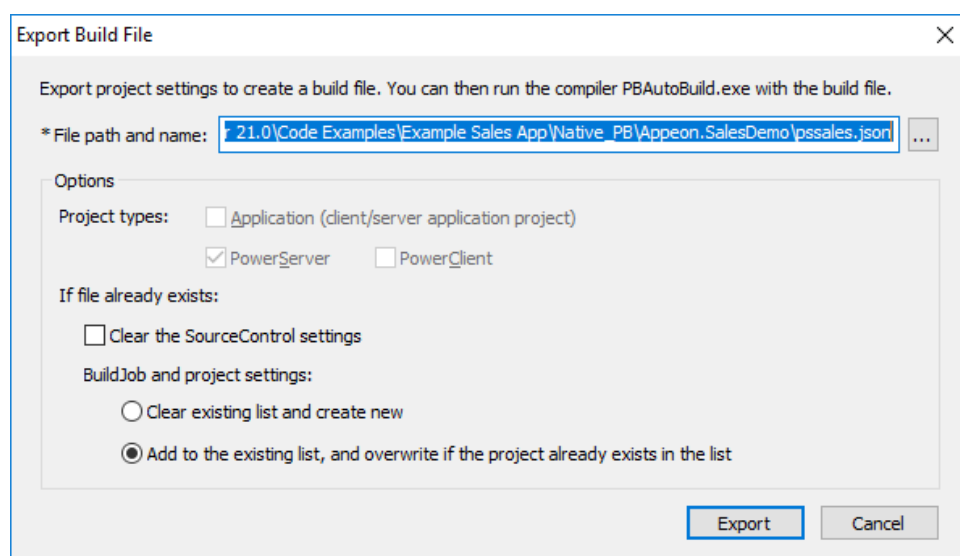 Export Build File
Export project settings to create a build file. You can then run the compiler PBAutoBuild.exe with the build file.
* File path and name: r 21.0\Code Examples\Example Sales App\Native_PB\Appeon.SalesDemo\pssales.json ...
Options
Project types: Application (client/server application project)
PowerServer PowerClient
If file already exists:
Clear the SourceControl settings
BuildJob and project settings:
Clear existing list and create new
Add to the existing list, and overwrite if the project already exists in the list
Export Cancel